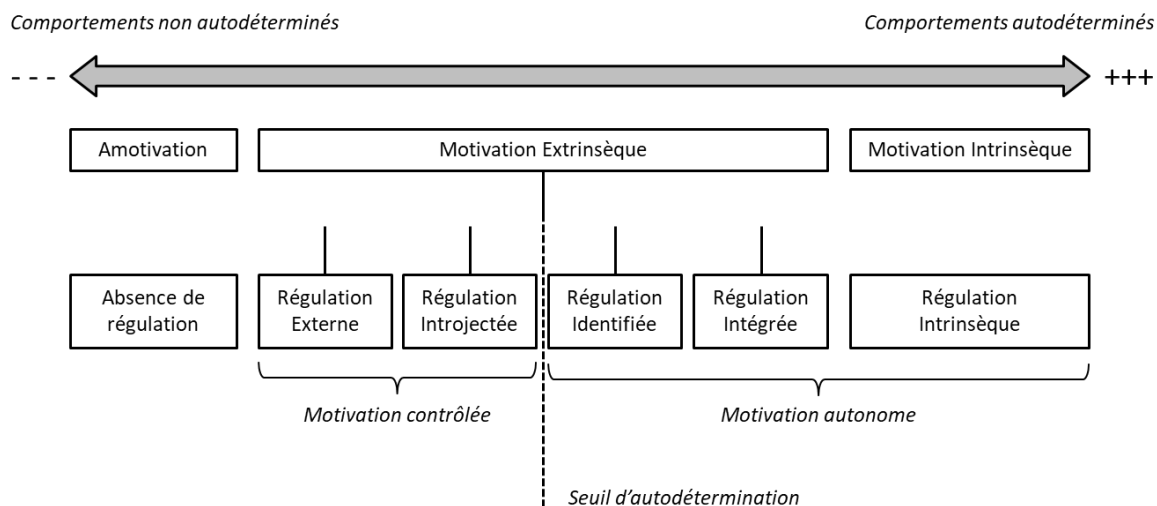 Comportements non autodéterminés
Comportements autodéterminés
- - -
+++
Amotivation
Motivation Extrinsèque
Motivation Intrinsèque
Absence de
régulation
Régulation
Externe
Régulation
Introjectée
Régulation
Identifiée
Régulation
Intégrée
Régulation
Intrinsèque
Motivation contrôlée
Motivation autonome
Seuil d'autodétermination